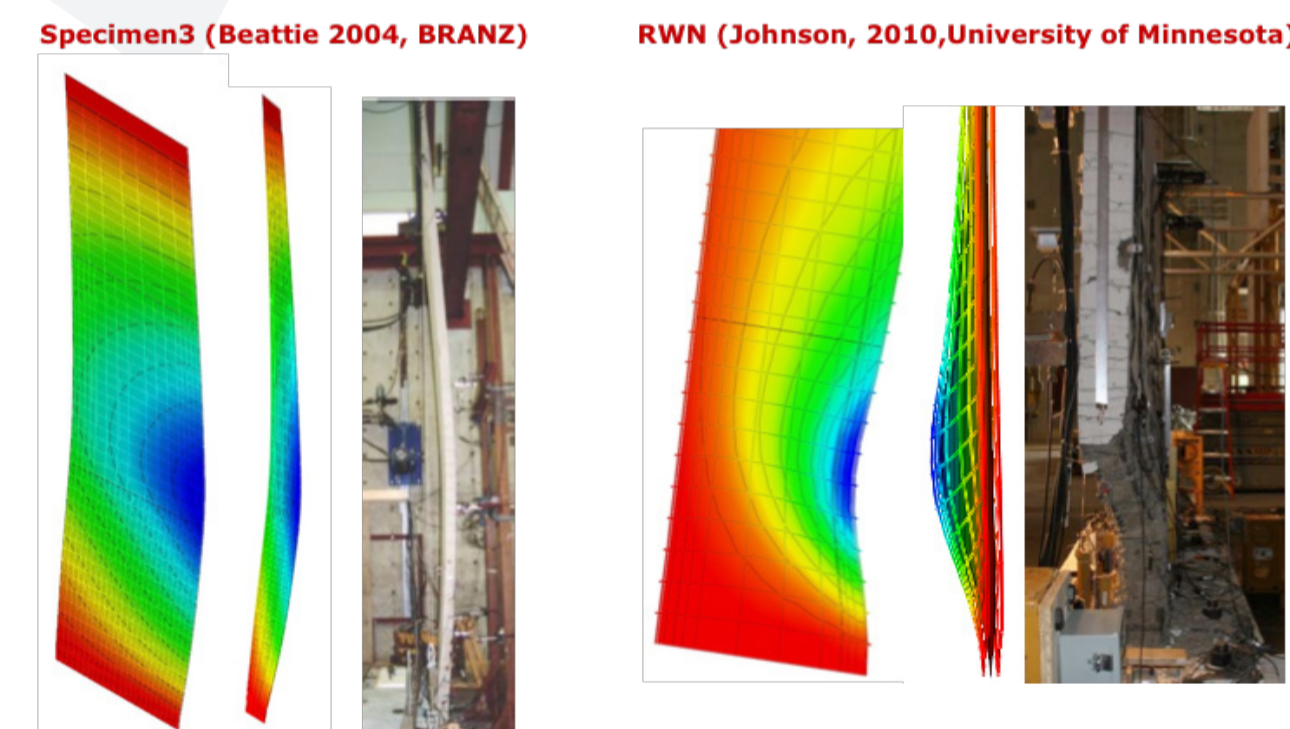 Specimen3 (Beattie 2004, BRANZ)
RWN (Johnson, 2010,University of Minnesota)